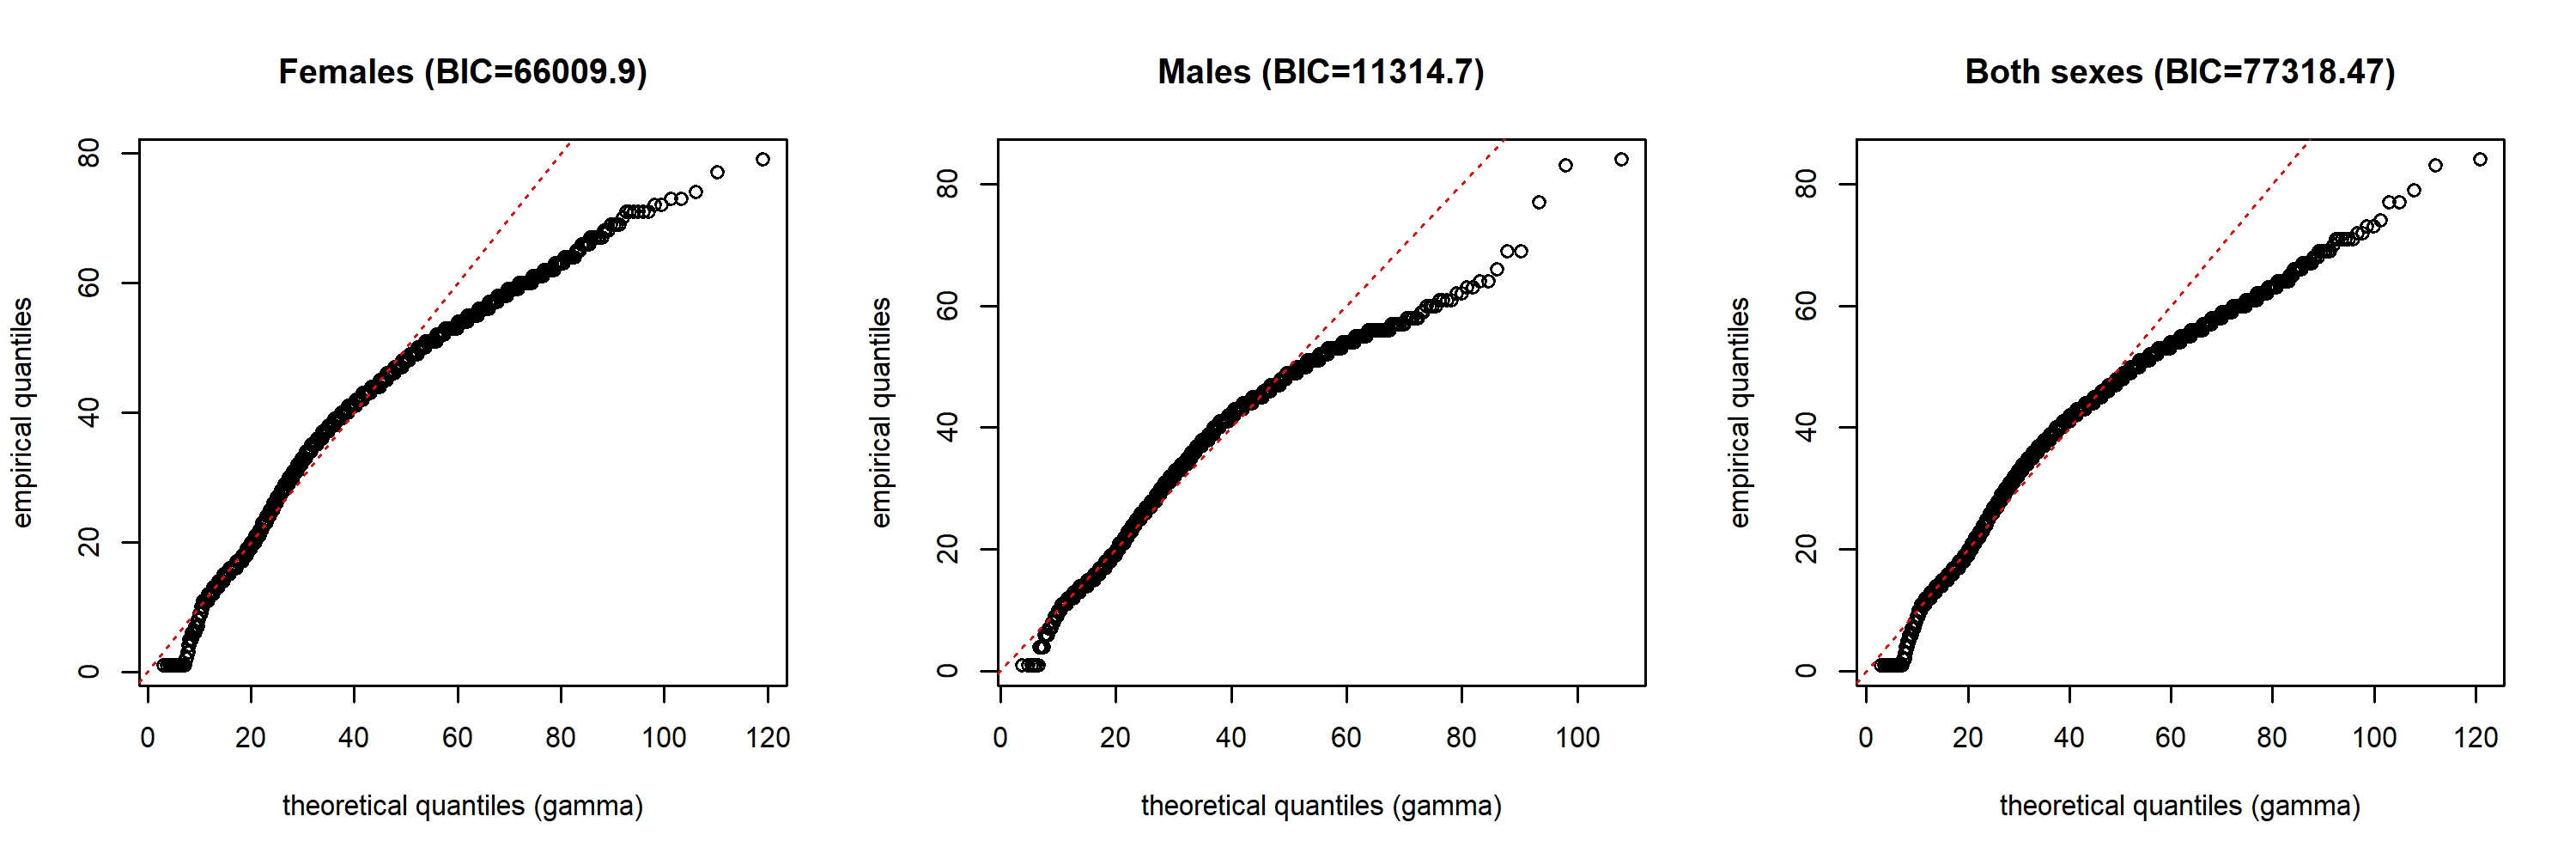 Females (BIC=66009.9)
empirical quantiles
80
60
40
20
0
0 20 40 60 80 100 120
theoretical quantiles (gamma)
Males (BIC=11314.7)
empirical quantiles
80
60
40
20
0
0 20 40 60 80 100
theoretical quantiles (gamma)
Both sexes (BIC=77318.47)
empirical quantiles
80
60
40
20
0
0 20 40 60 80 100 120
theoretical quantiles (gamma)